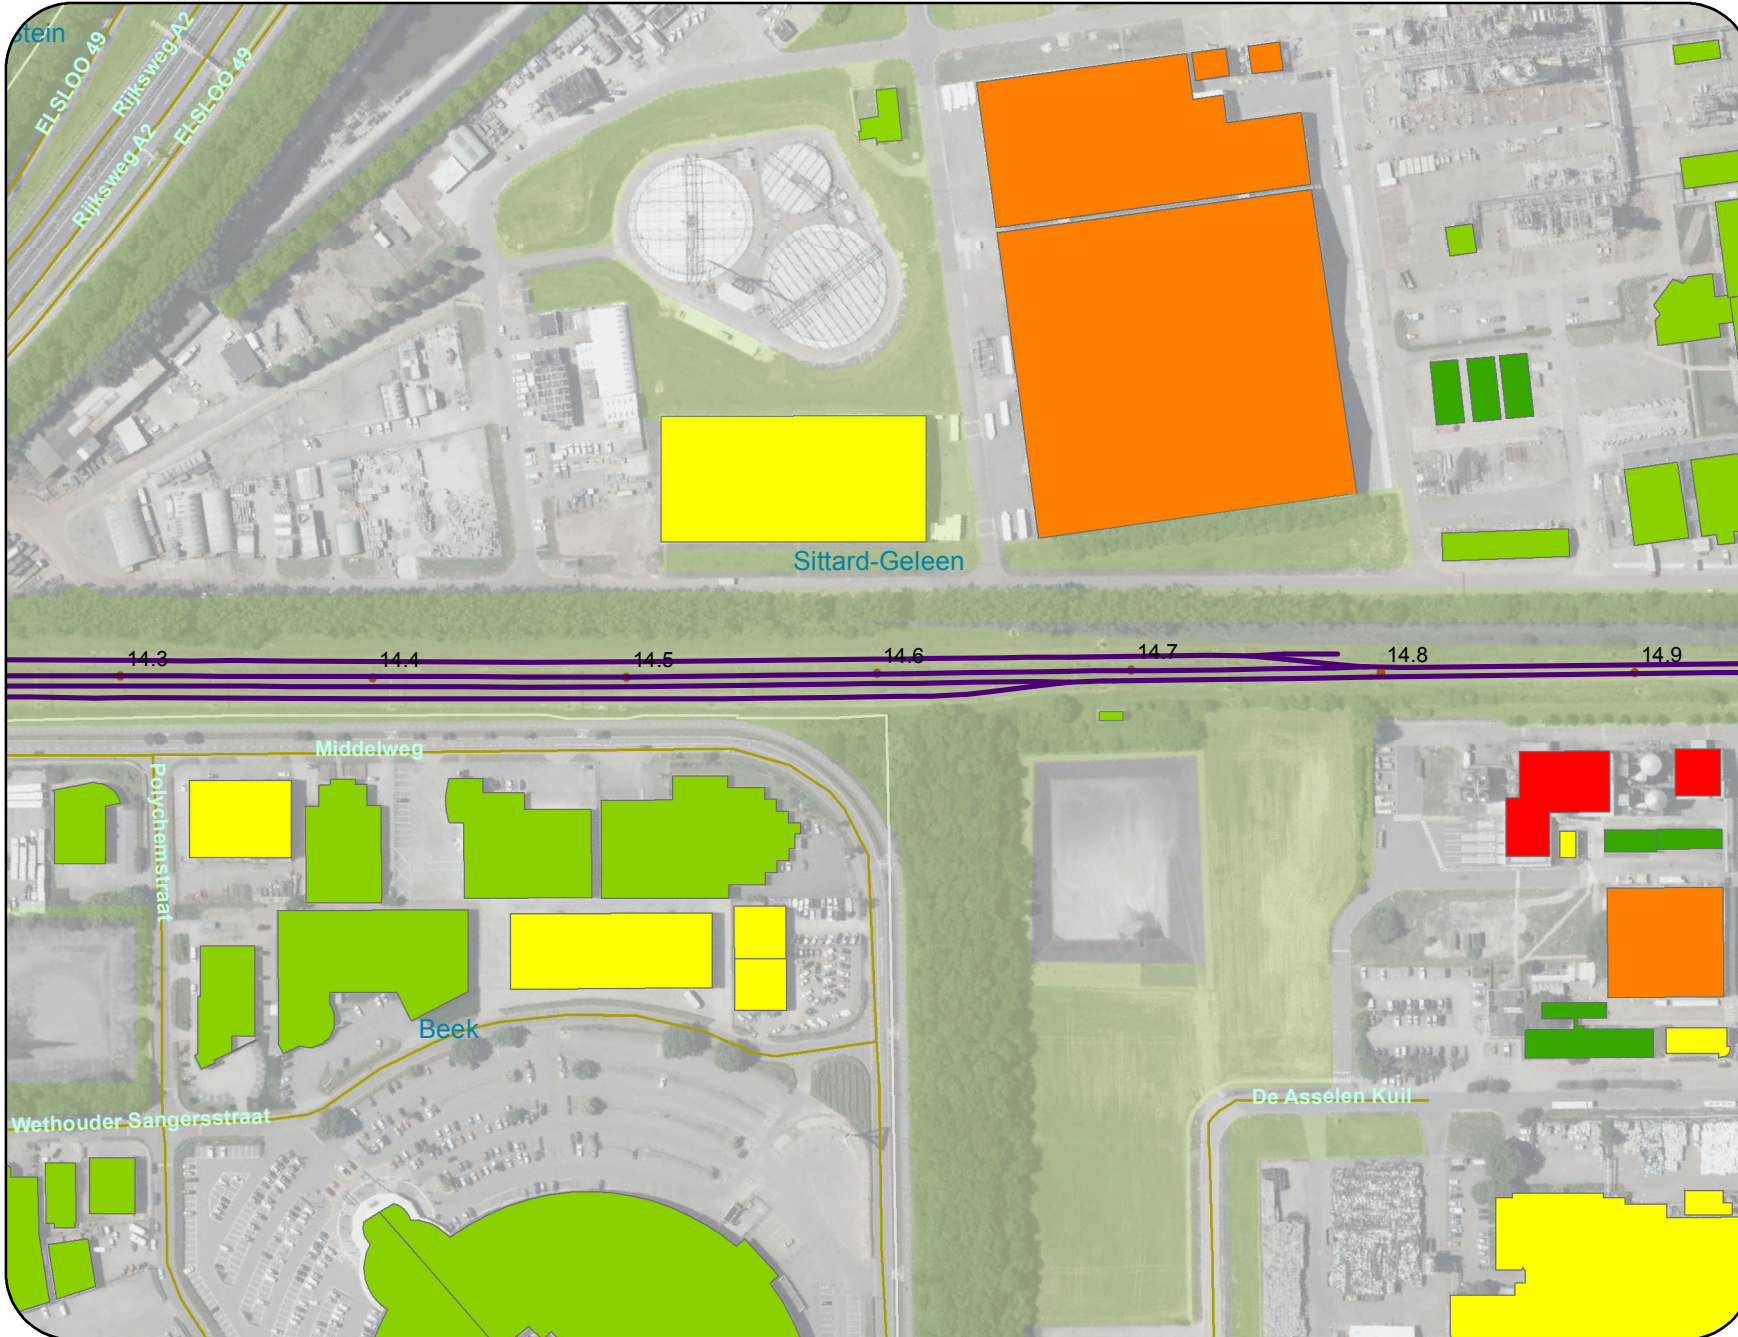 stein
ELSLOO 49
Rijksweg A2
ELSLOO 49
Rijksweg A2
Sittard-Geleen
14.3
14.4
14.5
14.6
14.7
14.8
14.9
Middelweg
Polychemstraat
Beek
Wethouder Sangersstraat
De Asselen Kuil